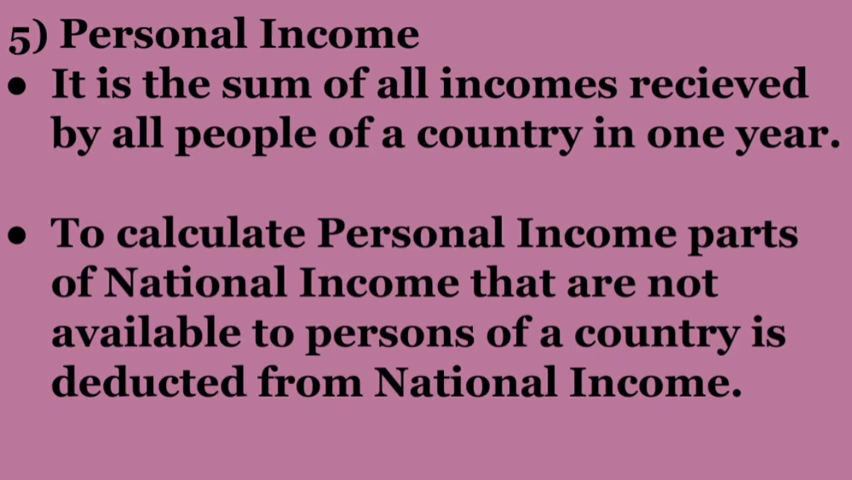 5) Personal Income
● It is the sum of all incomes recieved
by all people of a country in one year.
● To calculate Personal Income parts
of National Income that are not
available to persons of a country is
deducted from National Income.